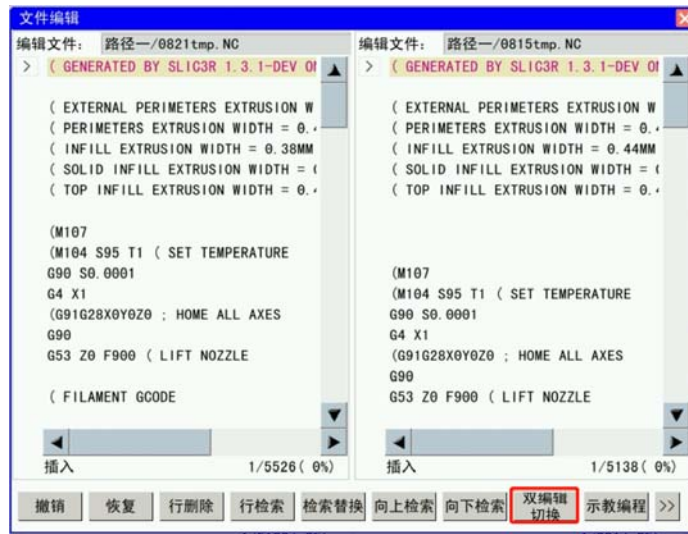 文件编辑
编辑文件： 路径一/0821tmp.NC
> ( GENERATED BY SLIC3R 1.3.1-DEV
( EXTERNAL PERIMETERS EXTRUSION W
( PERIMETERS EXTRUSION WIDTH = 0.
( INFILL EXTRUSION WIDTH = 0.38MM
( SOLID INFILL EXTRUSION WIDTH =
( TOP INFILL EXTRUSION WIDTH = 0.
(M107
(M104 S95 T1 ( SET TEMPERATURE
G90 S0.0001
G4 X1
(G91G28X0Y0Z0 ; HOME ALL AXES
G90
G53 Z0 F900 ( LIFT NOZZLE
( FILAMENT GCODE
插入 1/5526( 0%)
编辑文件： 路径一/0815tmp.NC
> ( GENERATED BY SLIC3R 1.3.1-DEV
( EXTERNAL PERIMETERS EXTRUSION W
( PERIMETERS EXTRUSION WIDTH = 0.
( INFILL EXTRUSION WIDTH = 0.44MM
( SOLID INFILL EXTRUSION WIDTH =
( TOP INFILL EXTRUSION WIDTH = 0.
(M107
(M104 S95 T1 ( SET TEMPERATURE
G90 S0.0001
G4 X1
(G91G28X0Y0Z0 ; HOME ALL AXES
G90
G53 Z0 F900 ( LIFT NOZZLE
插入 1/5138( 0%)
撤销 恢复 行删除 行检索 检索替换 向上检索 向下检索 双编辑切换 示教编程 >>